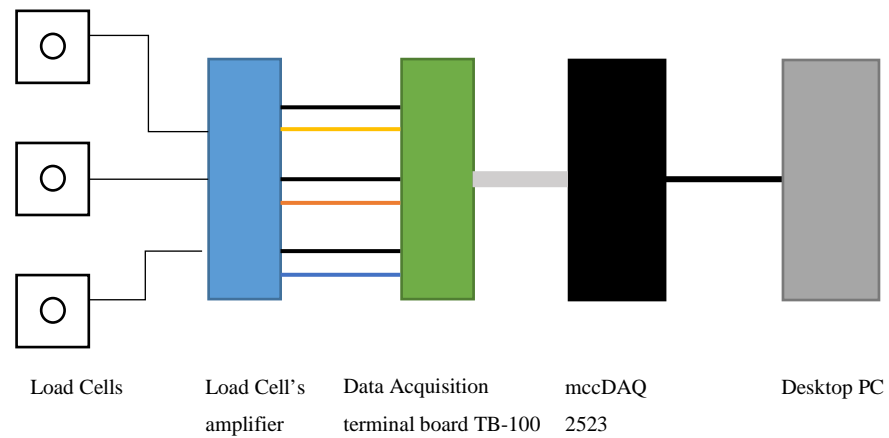 Load Cells
Load Cell's
amplifier
Data Acquisition
terminal board TB-100
mccDAQ
2523
Desktop PC